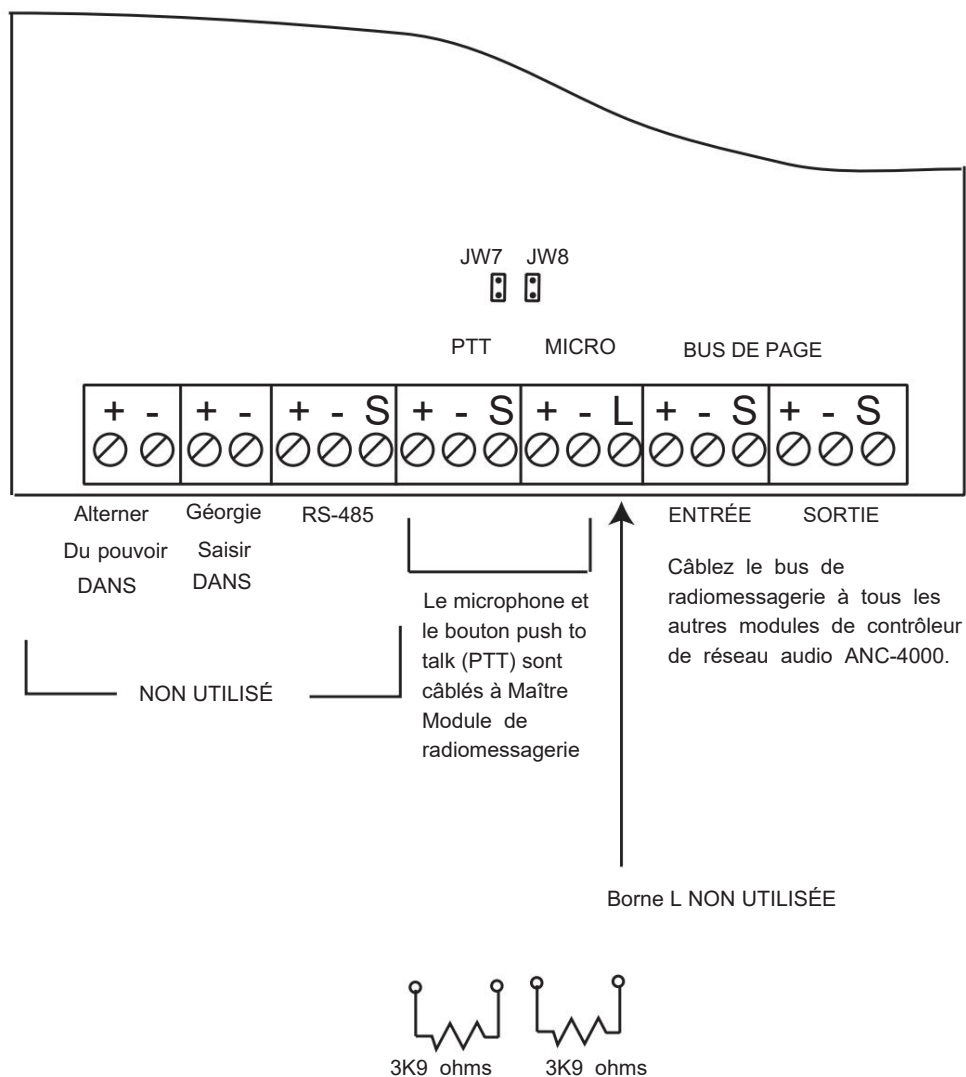 JW7 JW8
PTT MICRO BUS DE PAGE
+ - + - + - S + - S + - L + - S + - S
Alterner
Du pouvoir
DANS
Géorgie
Saisir
DANS
RS-485
ENTRÉE SORTIE
Câblez le bus de
radiomessagerie à tous les
autres modules de contrôleur
de réseau audio ANC-4000.
Le microphone et
le bouton push to
talk (PTT) sont
câblés à Maître
Module de
radiomessagerie
NON UTILISÉ
Borne L NON UTILISÉE
3K9 ohms 3K9 ohms